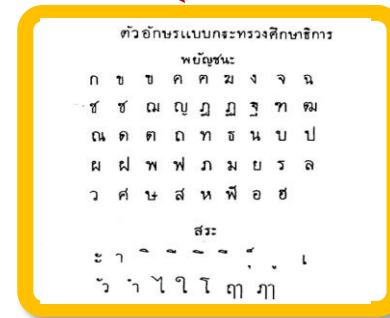 ตัวอักษรแบบกระทรวงศึกษาธิการ
พยัญชนะ
ก ข ฃ ค ฅ ฆ ง จ ฉ
ช ซ ฌ ญ ฎ ฏ ฐ ฑ ฒ
ณ ด ต ถ ท ธ น บ ป
ผ ฝ พ ฟ ภ ม ย ร ล
ว ศ ษ ส ห ฬ อ ฮ
สระ
ะ า ิ ี ึ ื ุ ู เ
ัว ำ ไ ใ โ ฤๅ ฦๅ